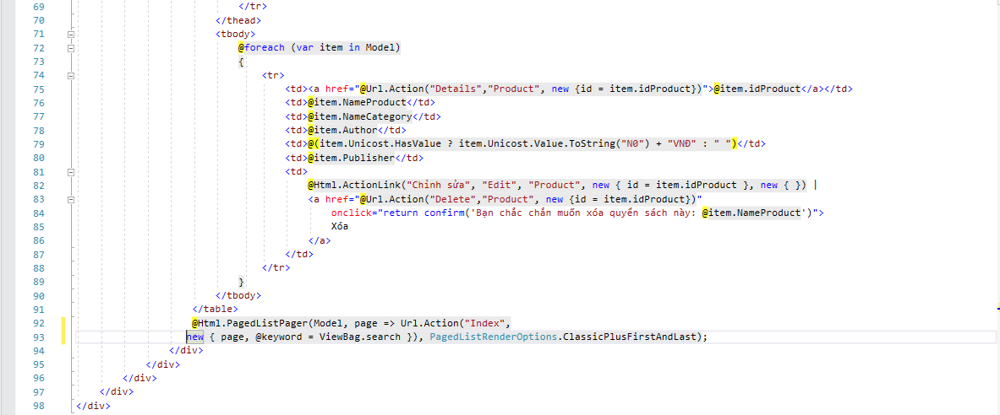 69 </tr>
70 </thead>
71 <tbody>
72 @foreach (var item in Model)
73 {
74 <tr>
75 <td><a href="@Url.Action("Details","Product", new {id = item.idProduct})">@item.idProduct</a></td>
76 <td>@item.NameProduct</td>
77 <td>@item.NameCategory</td>
78 <td>@item.Author</td>
79 <td>@(item.Unicost.HasValue ? item.Unicost.Value.ToString("N0") + "VNĐ" : " ")</td>
80 <td>@item.Publisher</td>
81 <td>
82 @Html.ActionLink("Chỉnh sửa", "Edit", "Product", new { id = item.idProduct }, new { }) |
83 <a href="@Url.Action("Delete","Product", new {id = item.idProduct})"
84 onclick="return confirm('Bạn chắc chắn muốn xóa quyển sách này: @item.NameProduct')">
85 Xóa
86 </a>
87 </td>
88 </tr>
89 }
90 </tbody>
91 </table>
92 @Html.PagedListPager(Model, page => Url.Action("Index",
93 new { page, @keyword = ViewBag.search }), PagedListRenderOptions.ClassicPlusFirstAndLast);
94 </div>
95 </div>
96 </div>
97 </div>
98 </div>